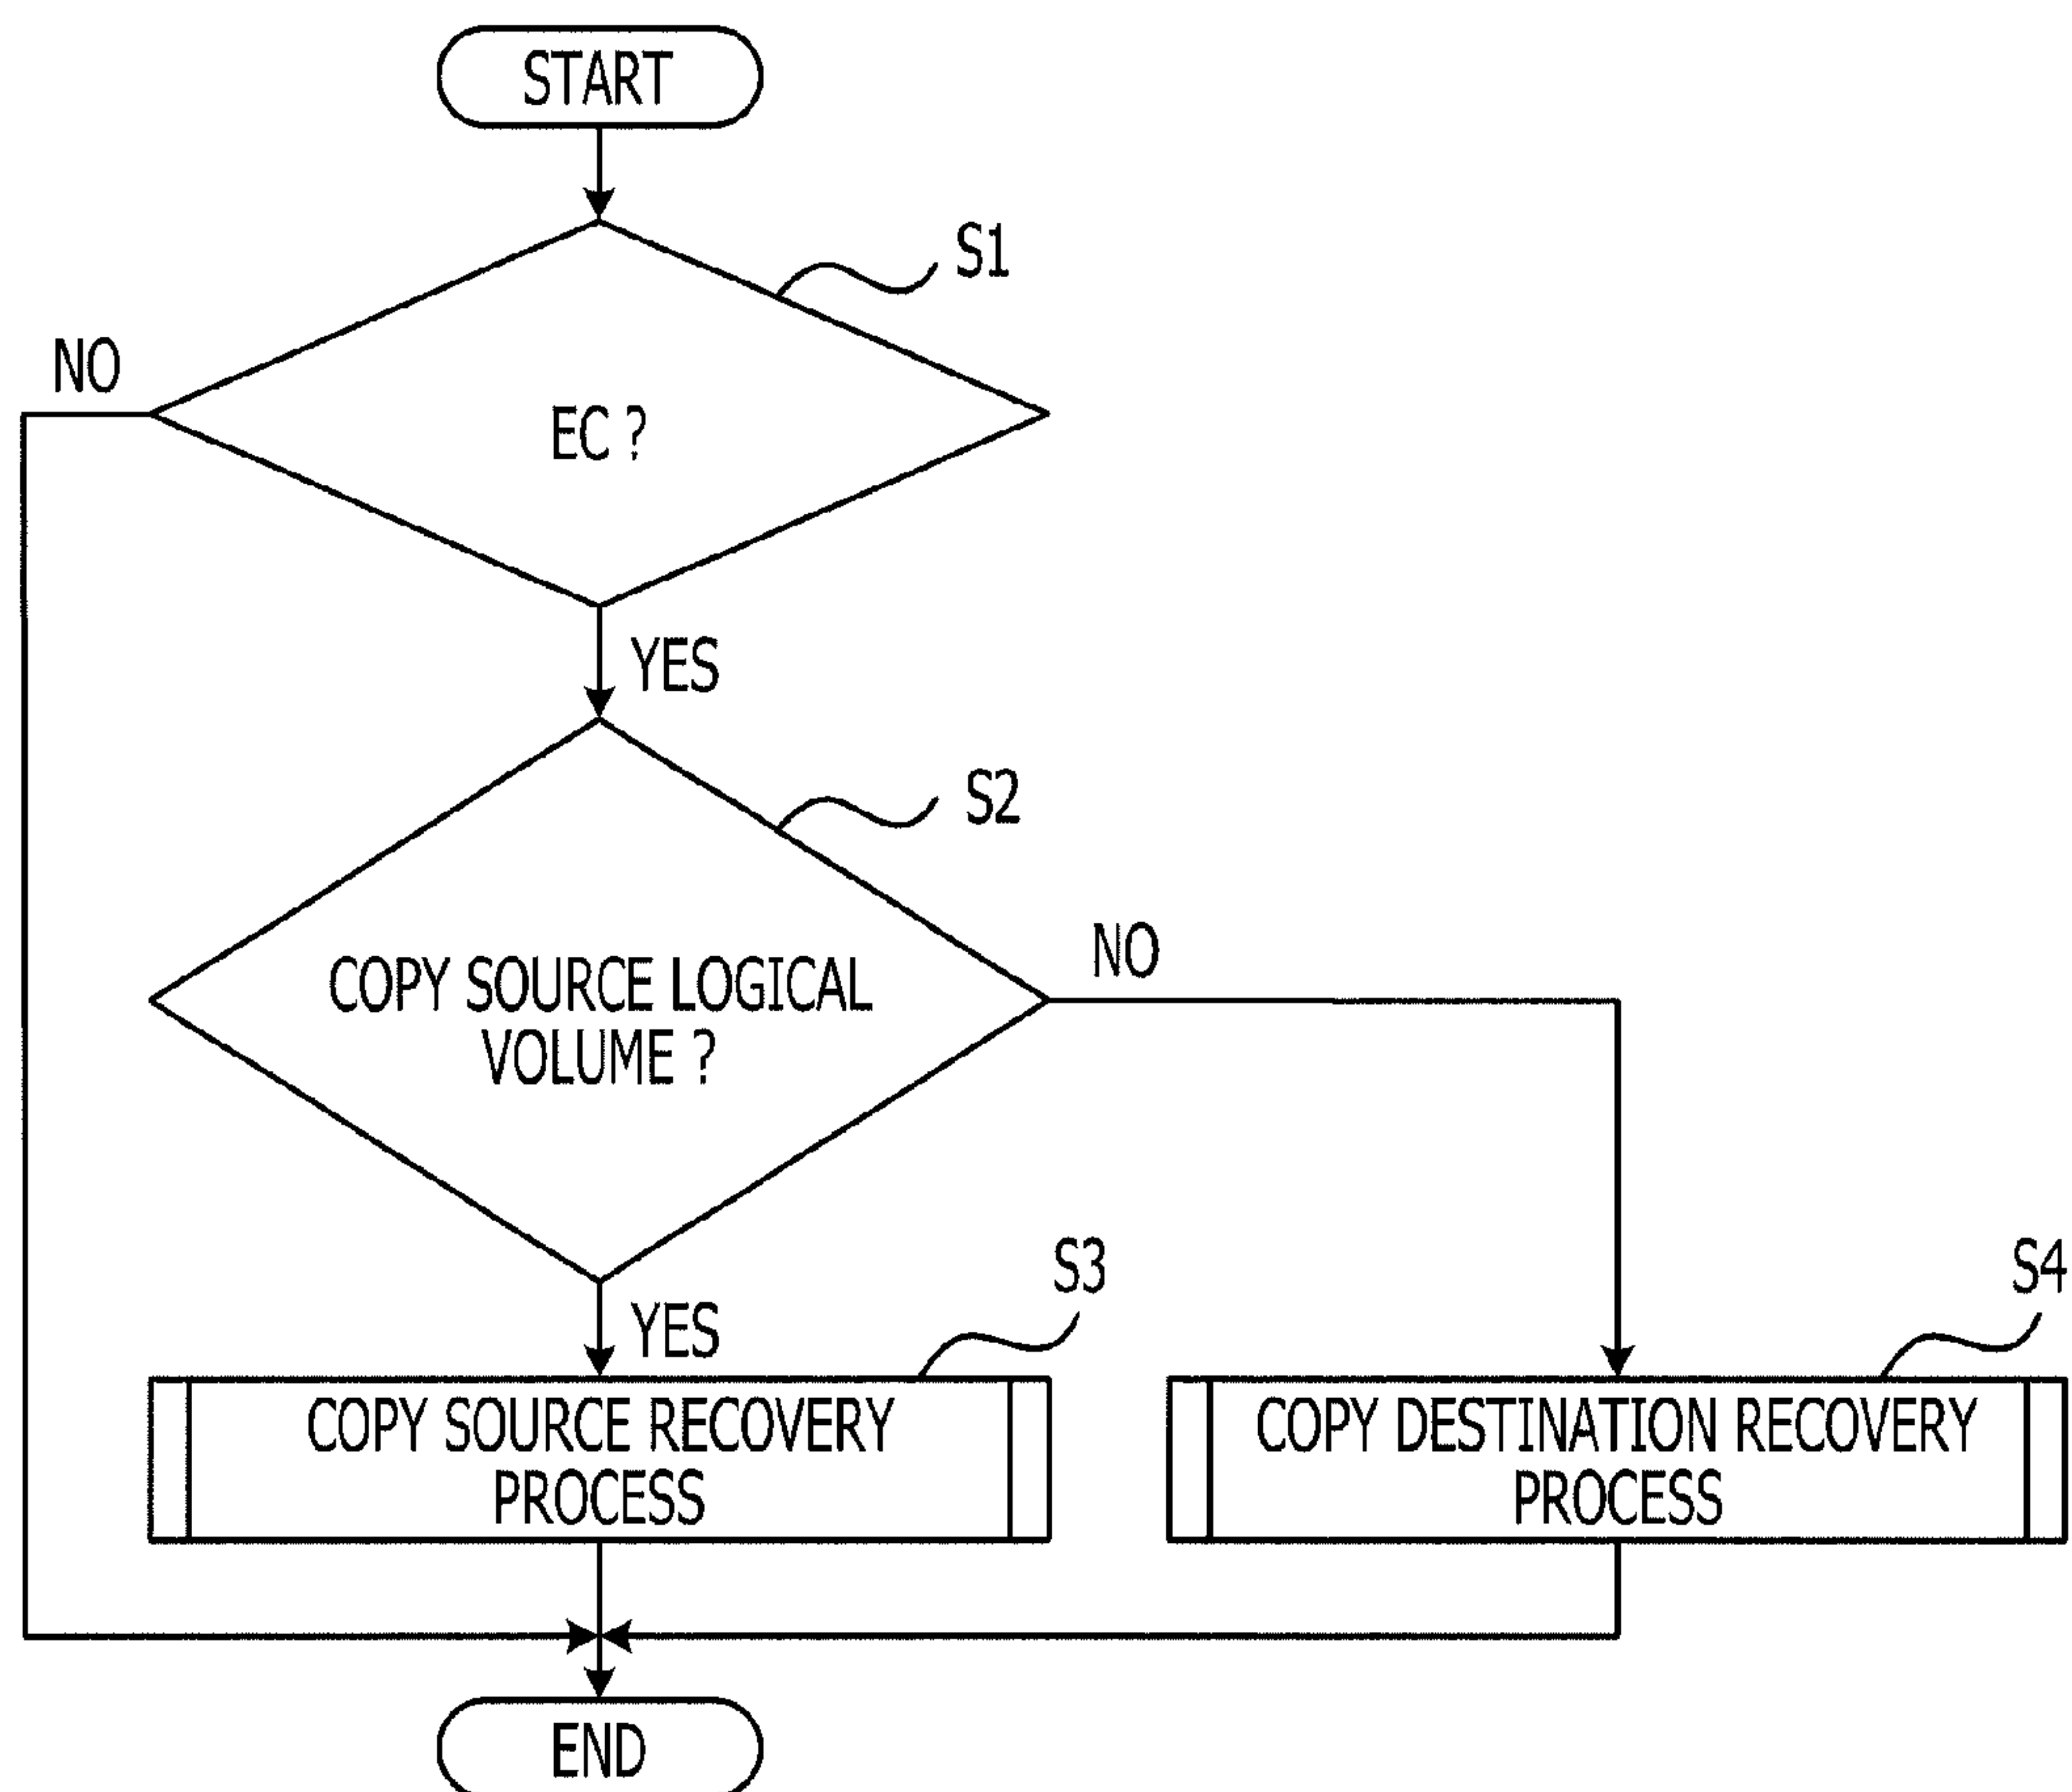 START
S1
NO
EC ?
YES
S2
NO
COPY SOURCE LOGICAL
VOLUME ?
YES
S3
S4
COPY SOURCE RECOVERY
PROCESS
COPY DESTINATION RECOVERY
PROCESS
END